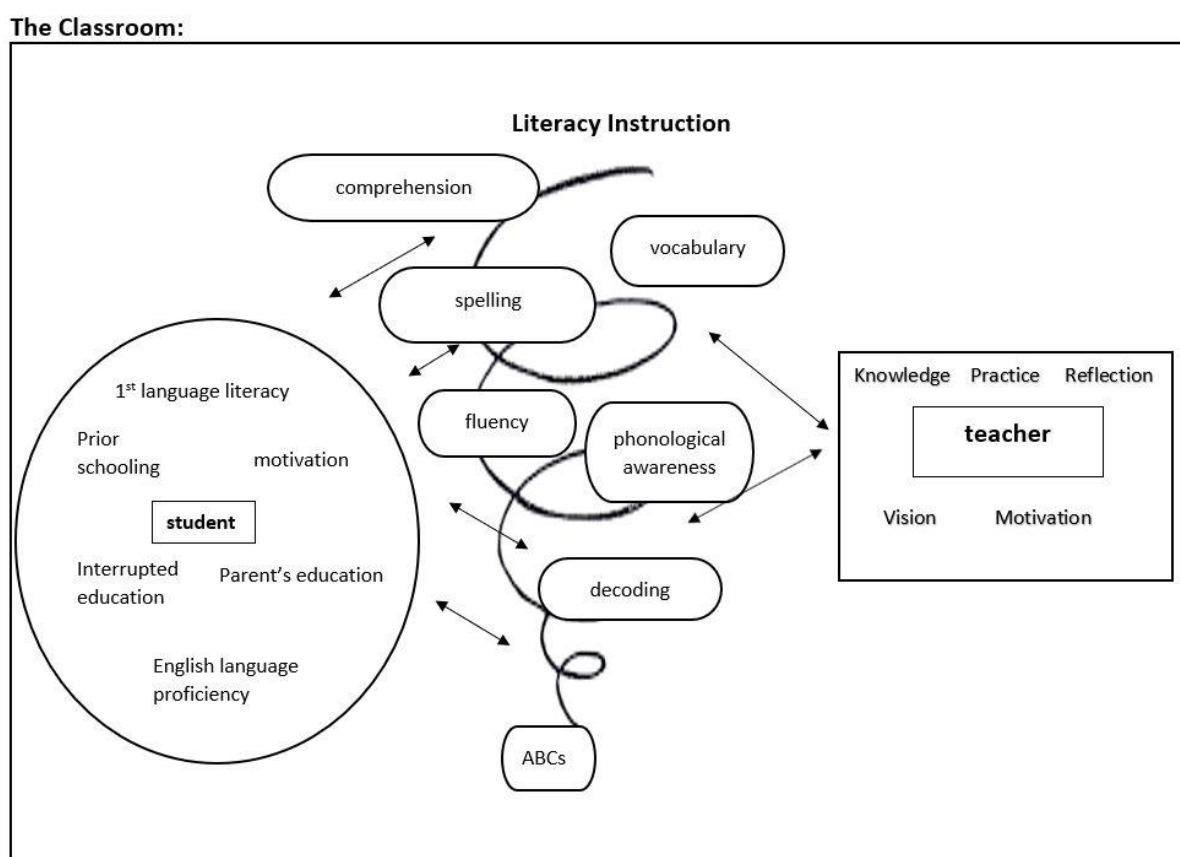 The Classroom:
Literacy Instruction
comprehension
vocabulary
spelling
fluency
phonological
awareness
decoding
ABCs
1st language literacy
Prior
schooling
motivation
student
Interrupted
education
Parent’s education
English language
proficiency
Knowledge Practice Reflection
teacher
Vision Motivation